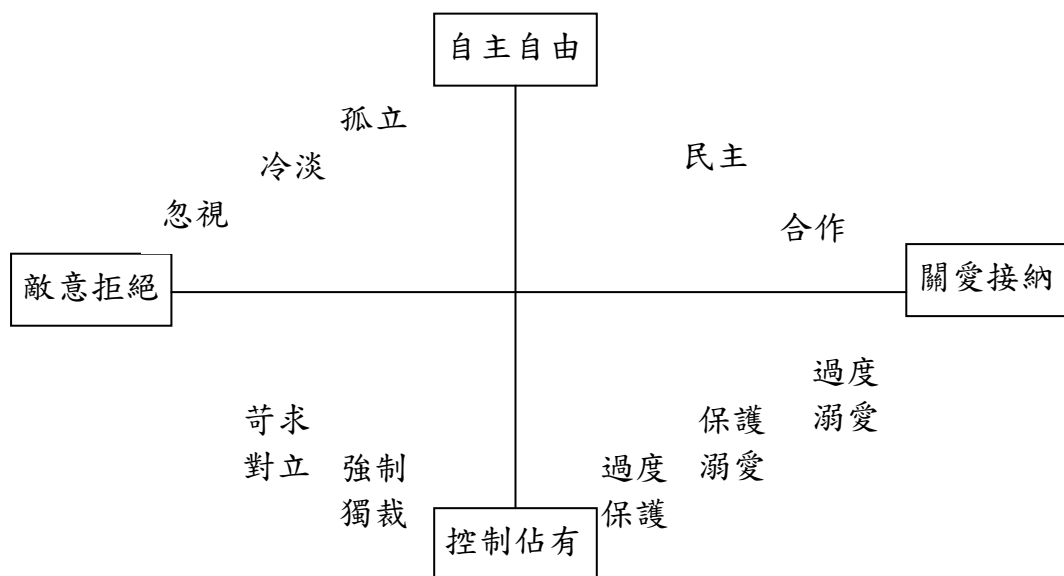 自主自由
孤立
冷淡
民主
忽視
合作
敵意拒絕
關愛接納
過度
溺愛
保護
溺愛
苛求
對立
強制
獨裁
過度
保護
控制佔有